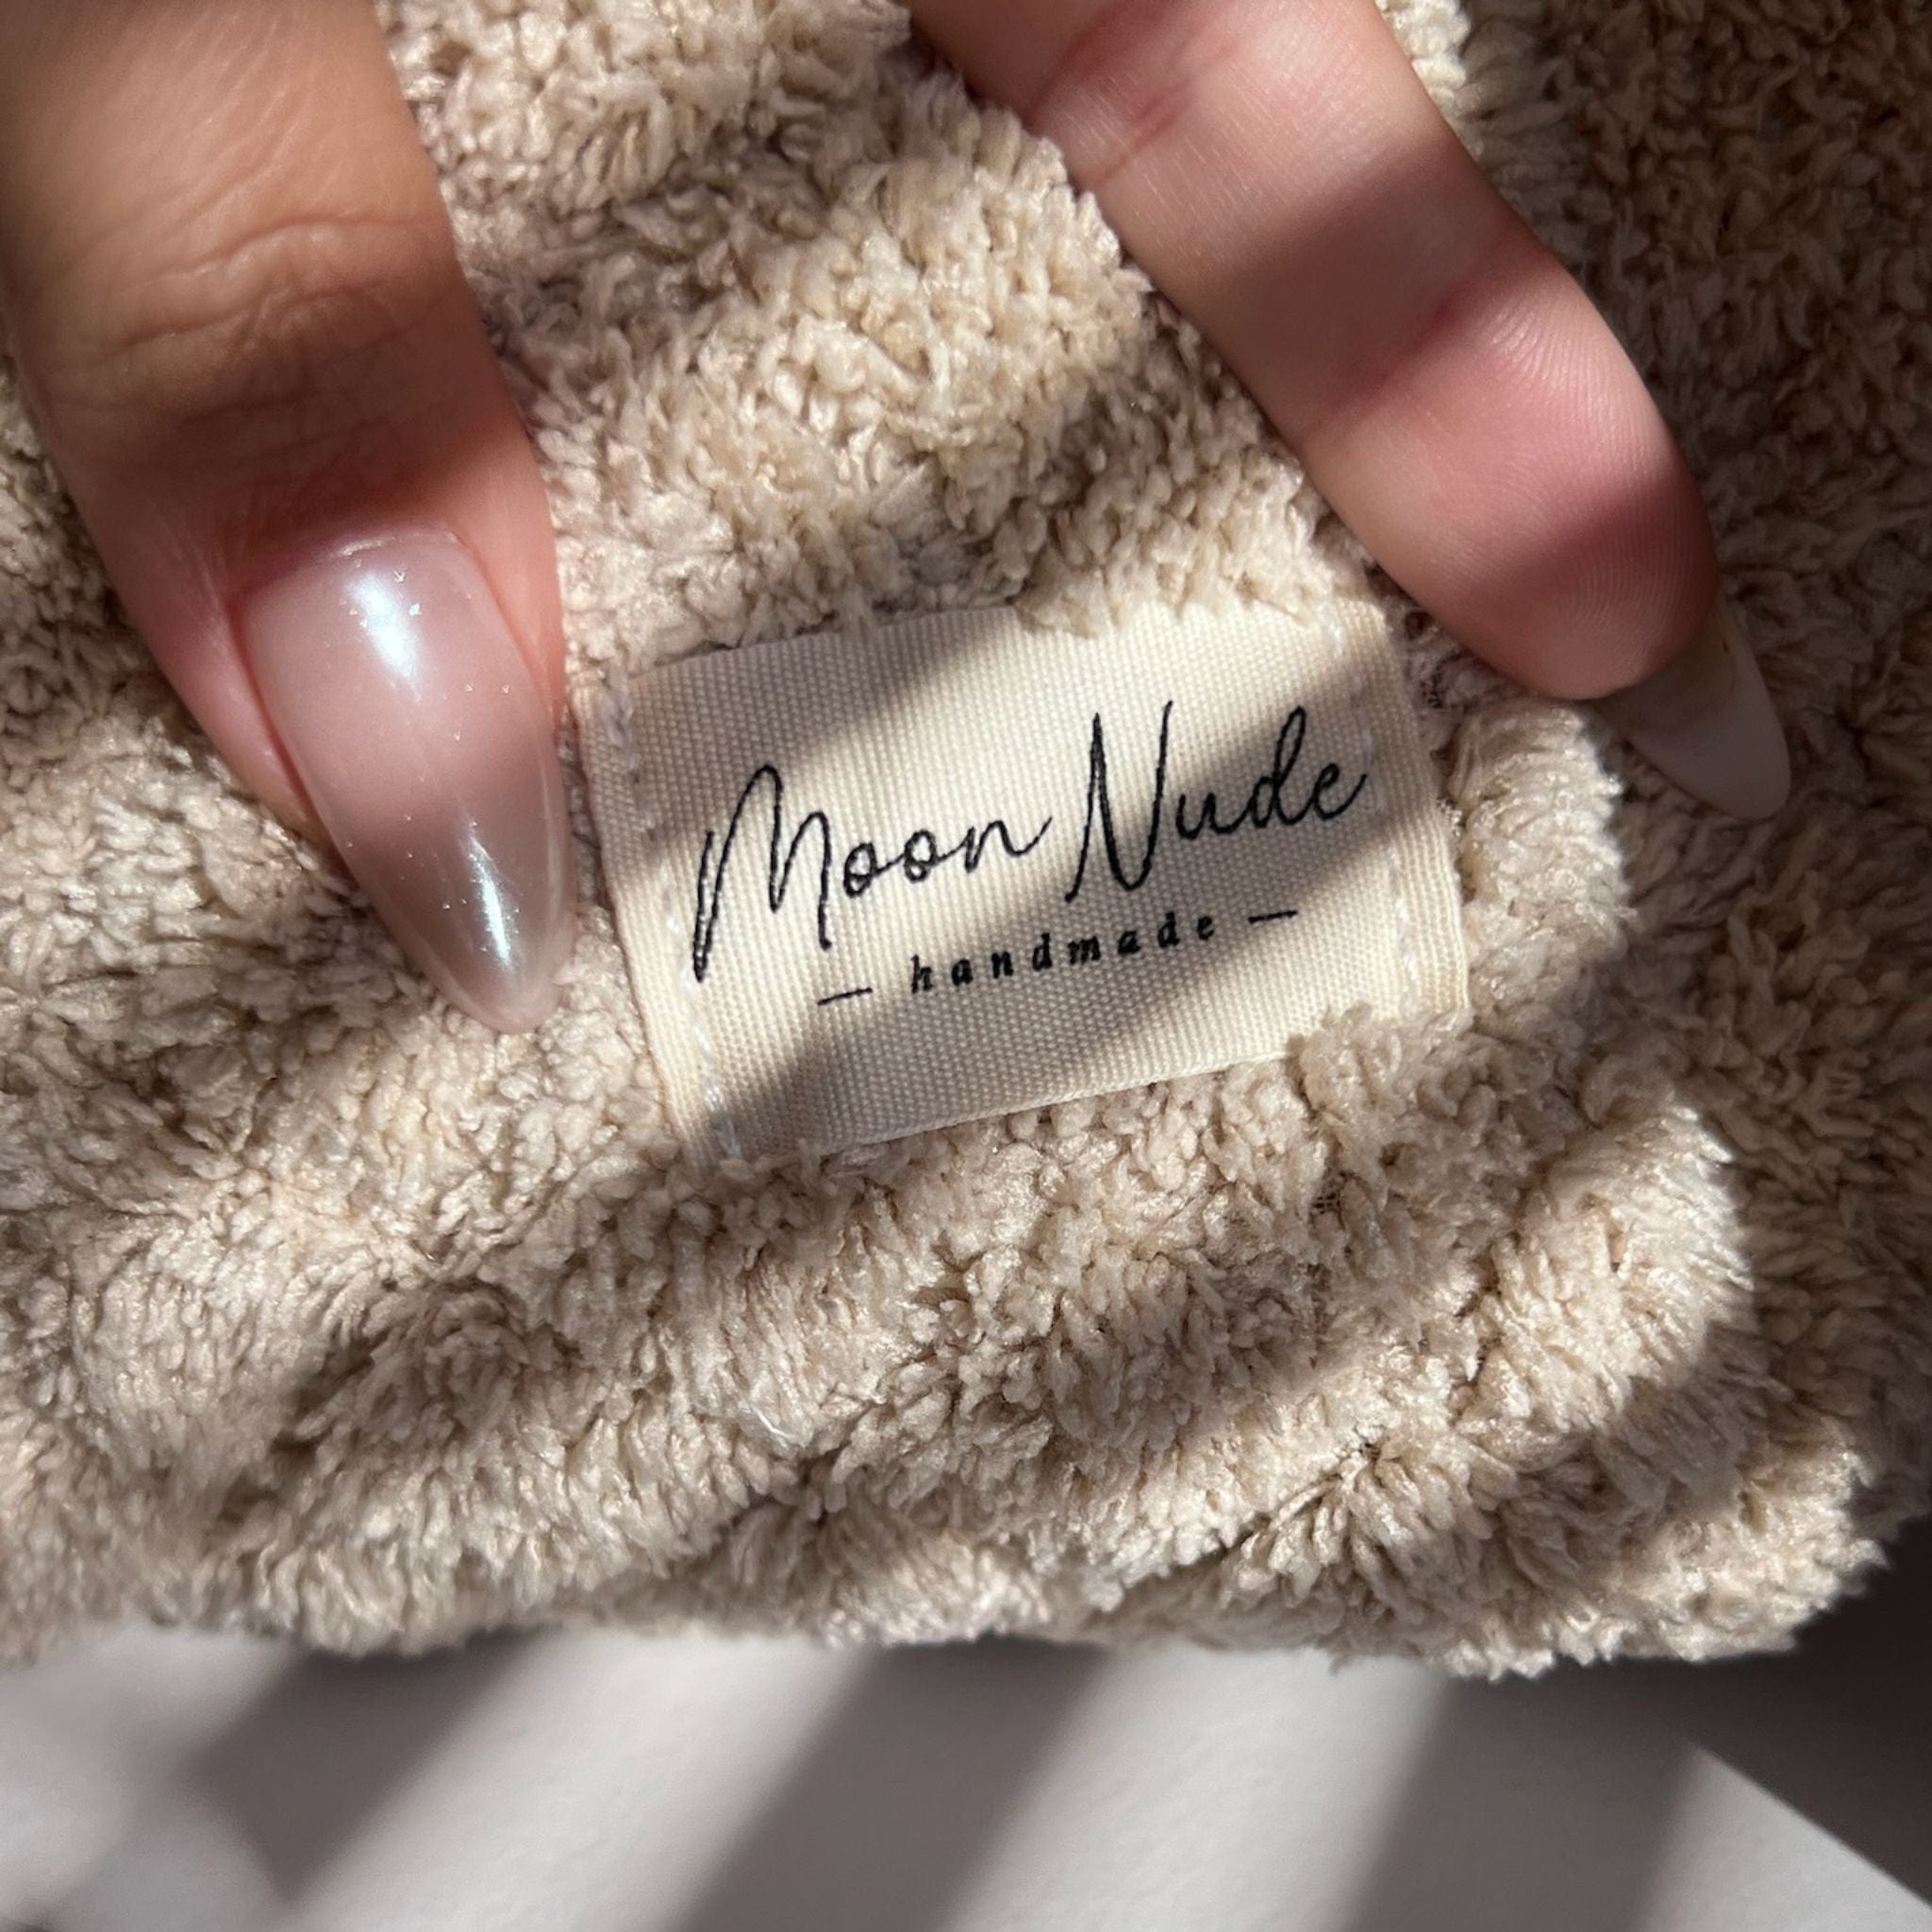 Moon Nude
— handmade —